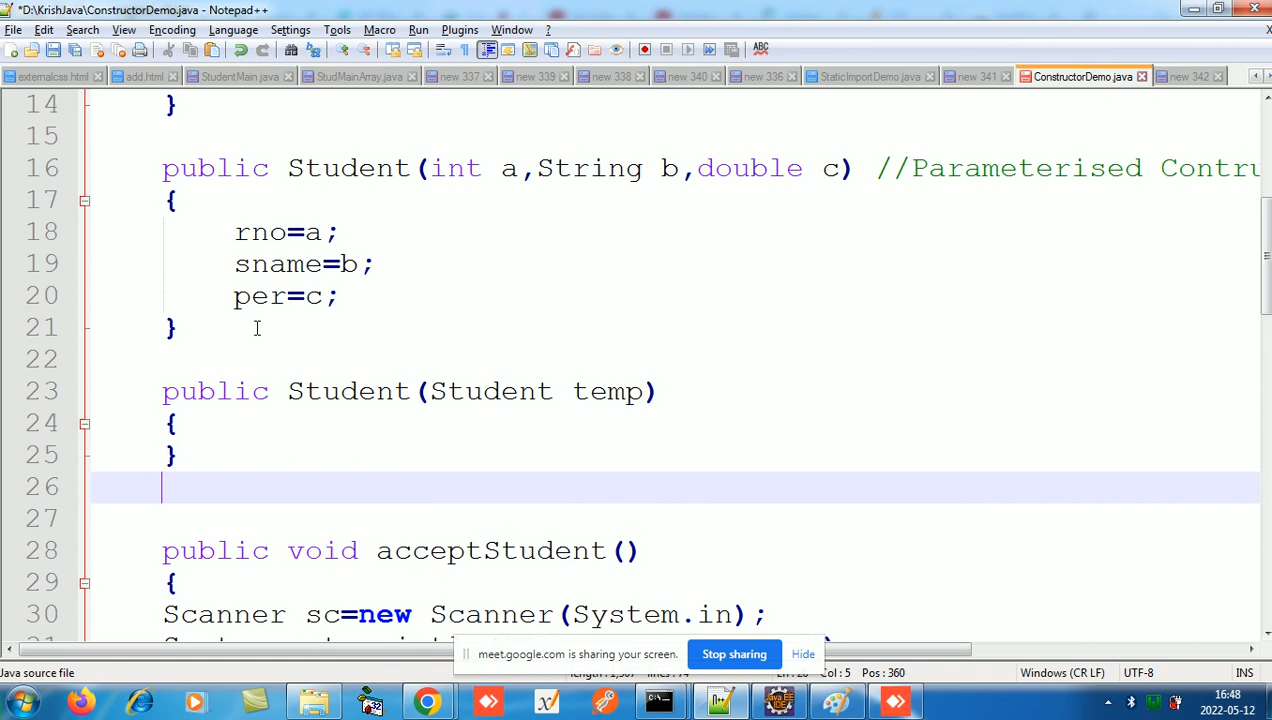 *D:\KrishJava\ConstructorDemo.java - Notepad++
File Edit Search View Encoding Language Settings Tools Macro Run Plugins Window ? X
externalcss.html add.html StudentMain.java StudMainArray.java new 337 new 339 new 338 new 340 new 336 StaticImportDemo.java new 341 ConstructorDemo.java new 342
14 }
15
16 public Student(int a,String b,double c) //Parameterised Contru
17 {
18 rno=a;
19 sname=b;
20 per=c;
21 }
22
23 public Student(Student temp)
24 {
25 }
26
27
28 public void acceptStudent()
29 {
30 Scanner sc=new Scanner(System.in);
meet.google.com is sharing your screen. Stop sharing Hide
Java source file Col : 5 Pos : 360 Windows (CR LF) UTF-8 INS
16:48
2022-05-12